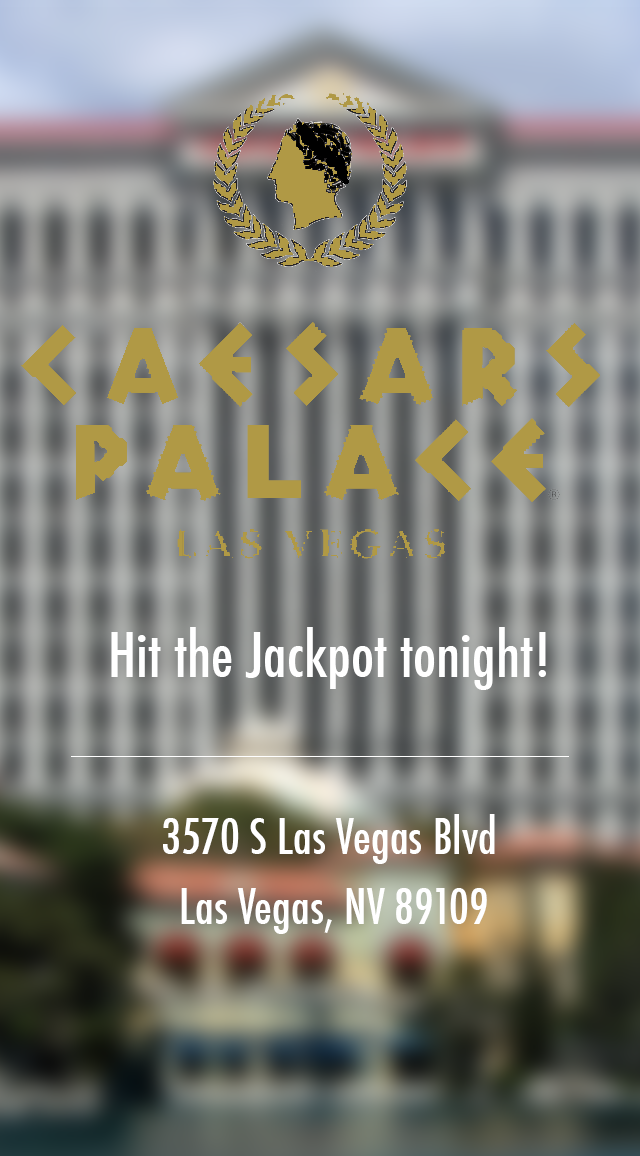 CAESARS
PALACE®
LAS VEGAS
Hit the Jackpot tonight!
3570 S Las Vegas Blvd
Las Vegas, NV 89109